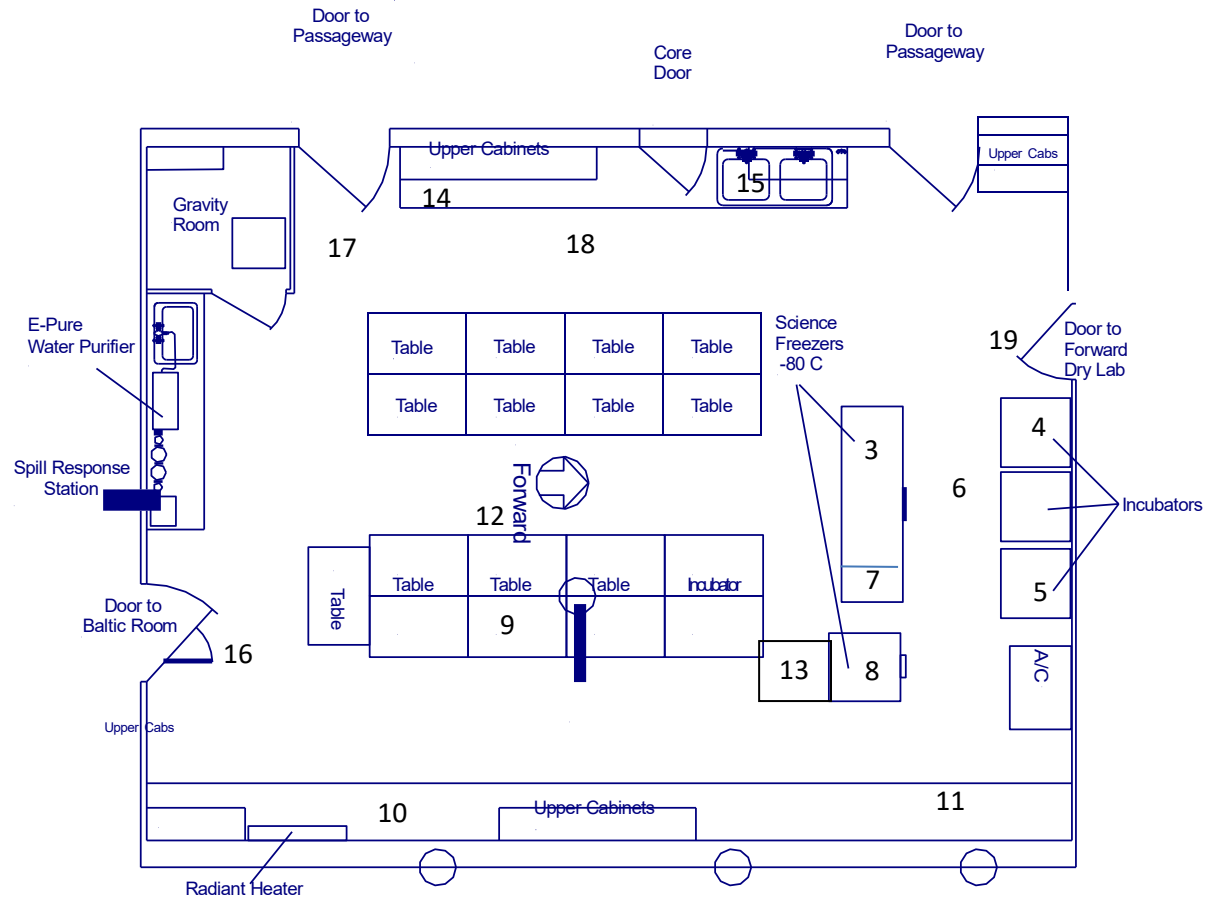 Door to
Passageway
Core
Door
Door to
Passageway
Upper Cabinets
Upper Cabs
14
15
Gravity
Room
17
18
E-Pure
Water Purifier
Table
Table
Table
Table
Science
Freezers
-80 C
19
Door to
Forward
Dry Lab
Table
Table
Table
Table
3
4
Spill Response
Station
Forward
12
6
Incubators
Table
Table
Table
Table
Incubator
7
5
9
Door to
Baltic Room
16
13
8
A/C
Upper Cabs
10
Upper Cabinets
11
Radiant Heater